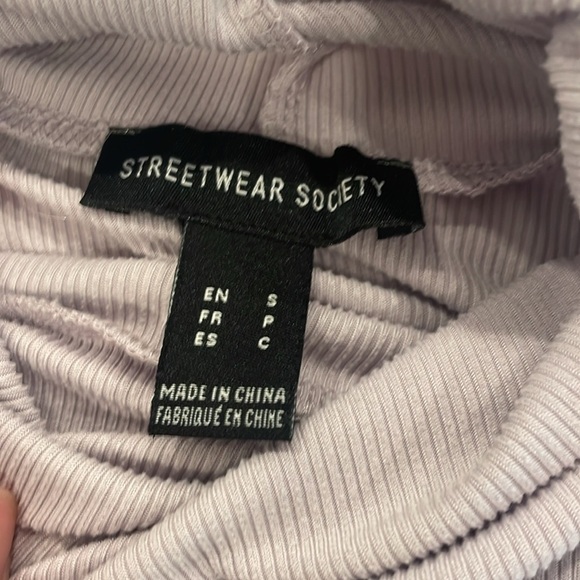 STREETWEAR SOCIETY
EN S
FR P
ES C
MADE IN CHINA
FABRIQUÉ EN CHINE